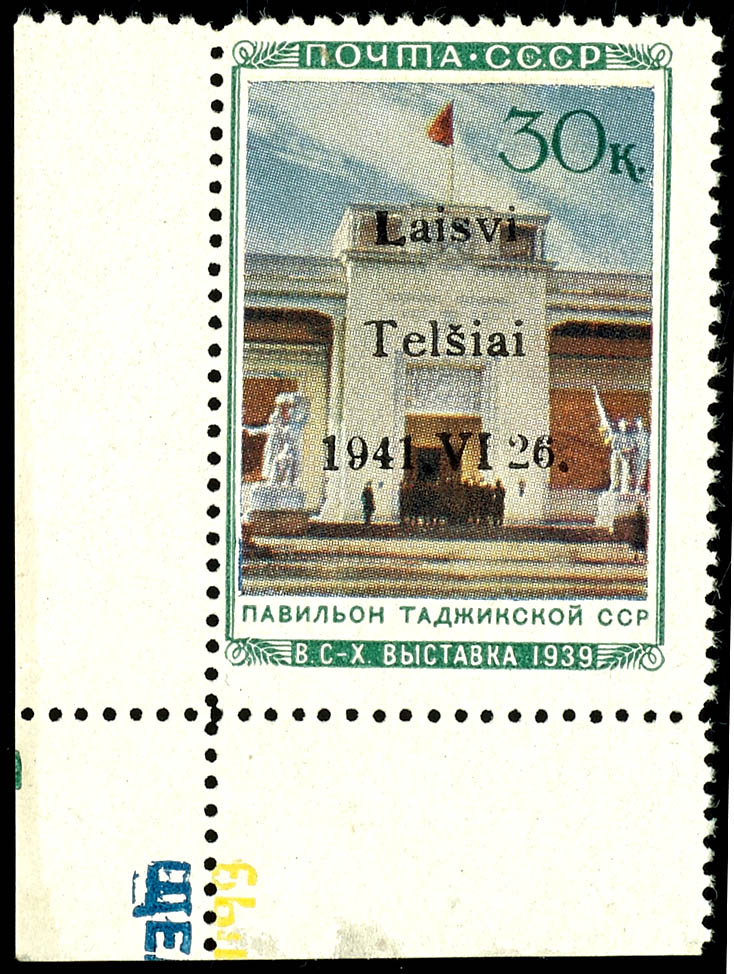 ПОЧТА·СССР
30к.
Laisvi
Telšiai
1941.VI 26.
ПАВИЛЬОН ТАДЖИКСКОЙ ССР
В.С-Х. ВЫСТАВКА 1939